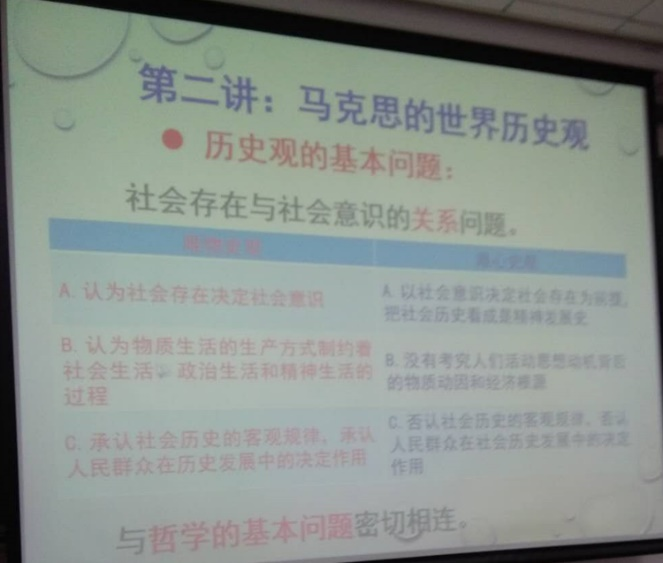 第二讲：马克思的世界历史观
● 历史观的基本问题：
社会存在与社会意识的关系问题。
唯物史观
唯心史观
A. 认为社会存在决定社会意识
A. 以社会意识决定社会存在为前提，
把社会历史看成是精神发展史
B. 认为物质生活的生产方式制约着
社会生活、政治生活和精神生活的
过程
B. 没有考究人们活动思想动机背后
的物质动因和经济根源
C. 承认社会历史的客观规律，承认
人民群众在历史发展中的决定作用
C. 否认社会历史的客观规律，否认
人民群众在社会历史发展中的决定
作用
与哲学的基本问题密切相连。